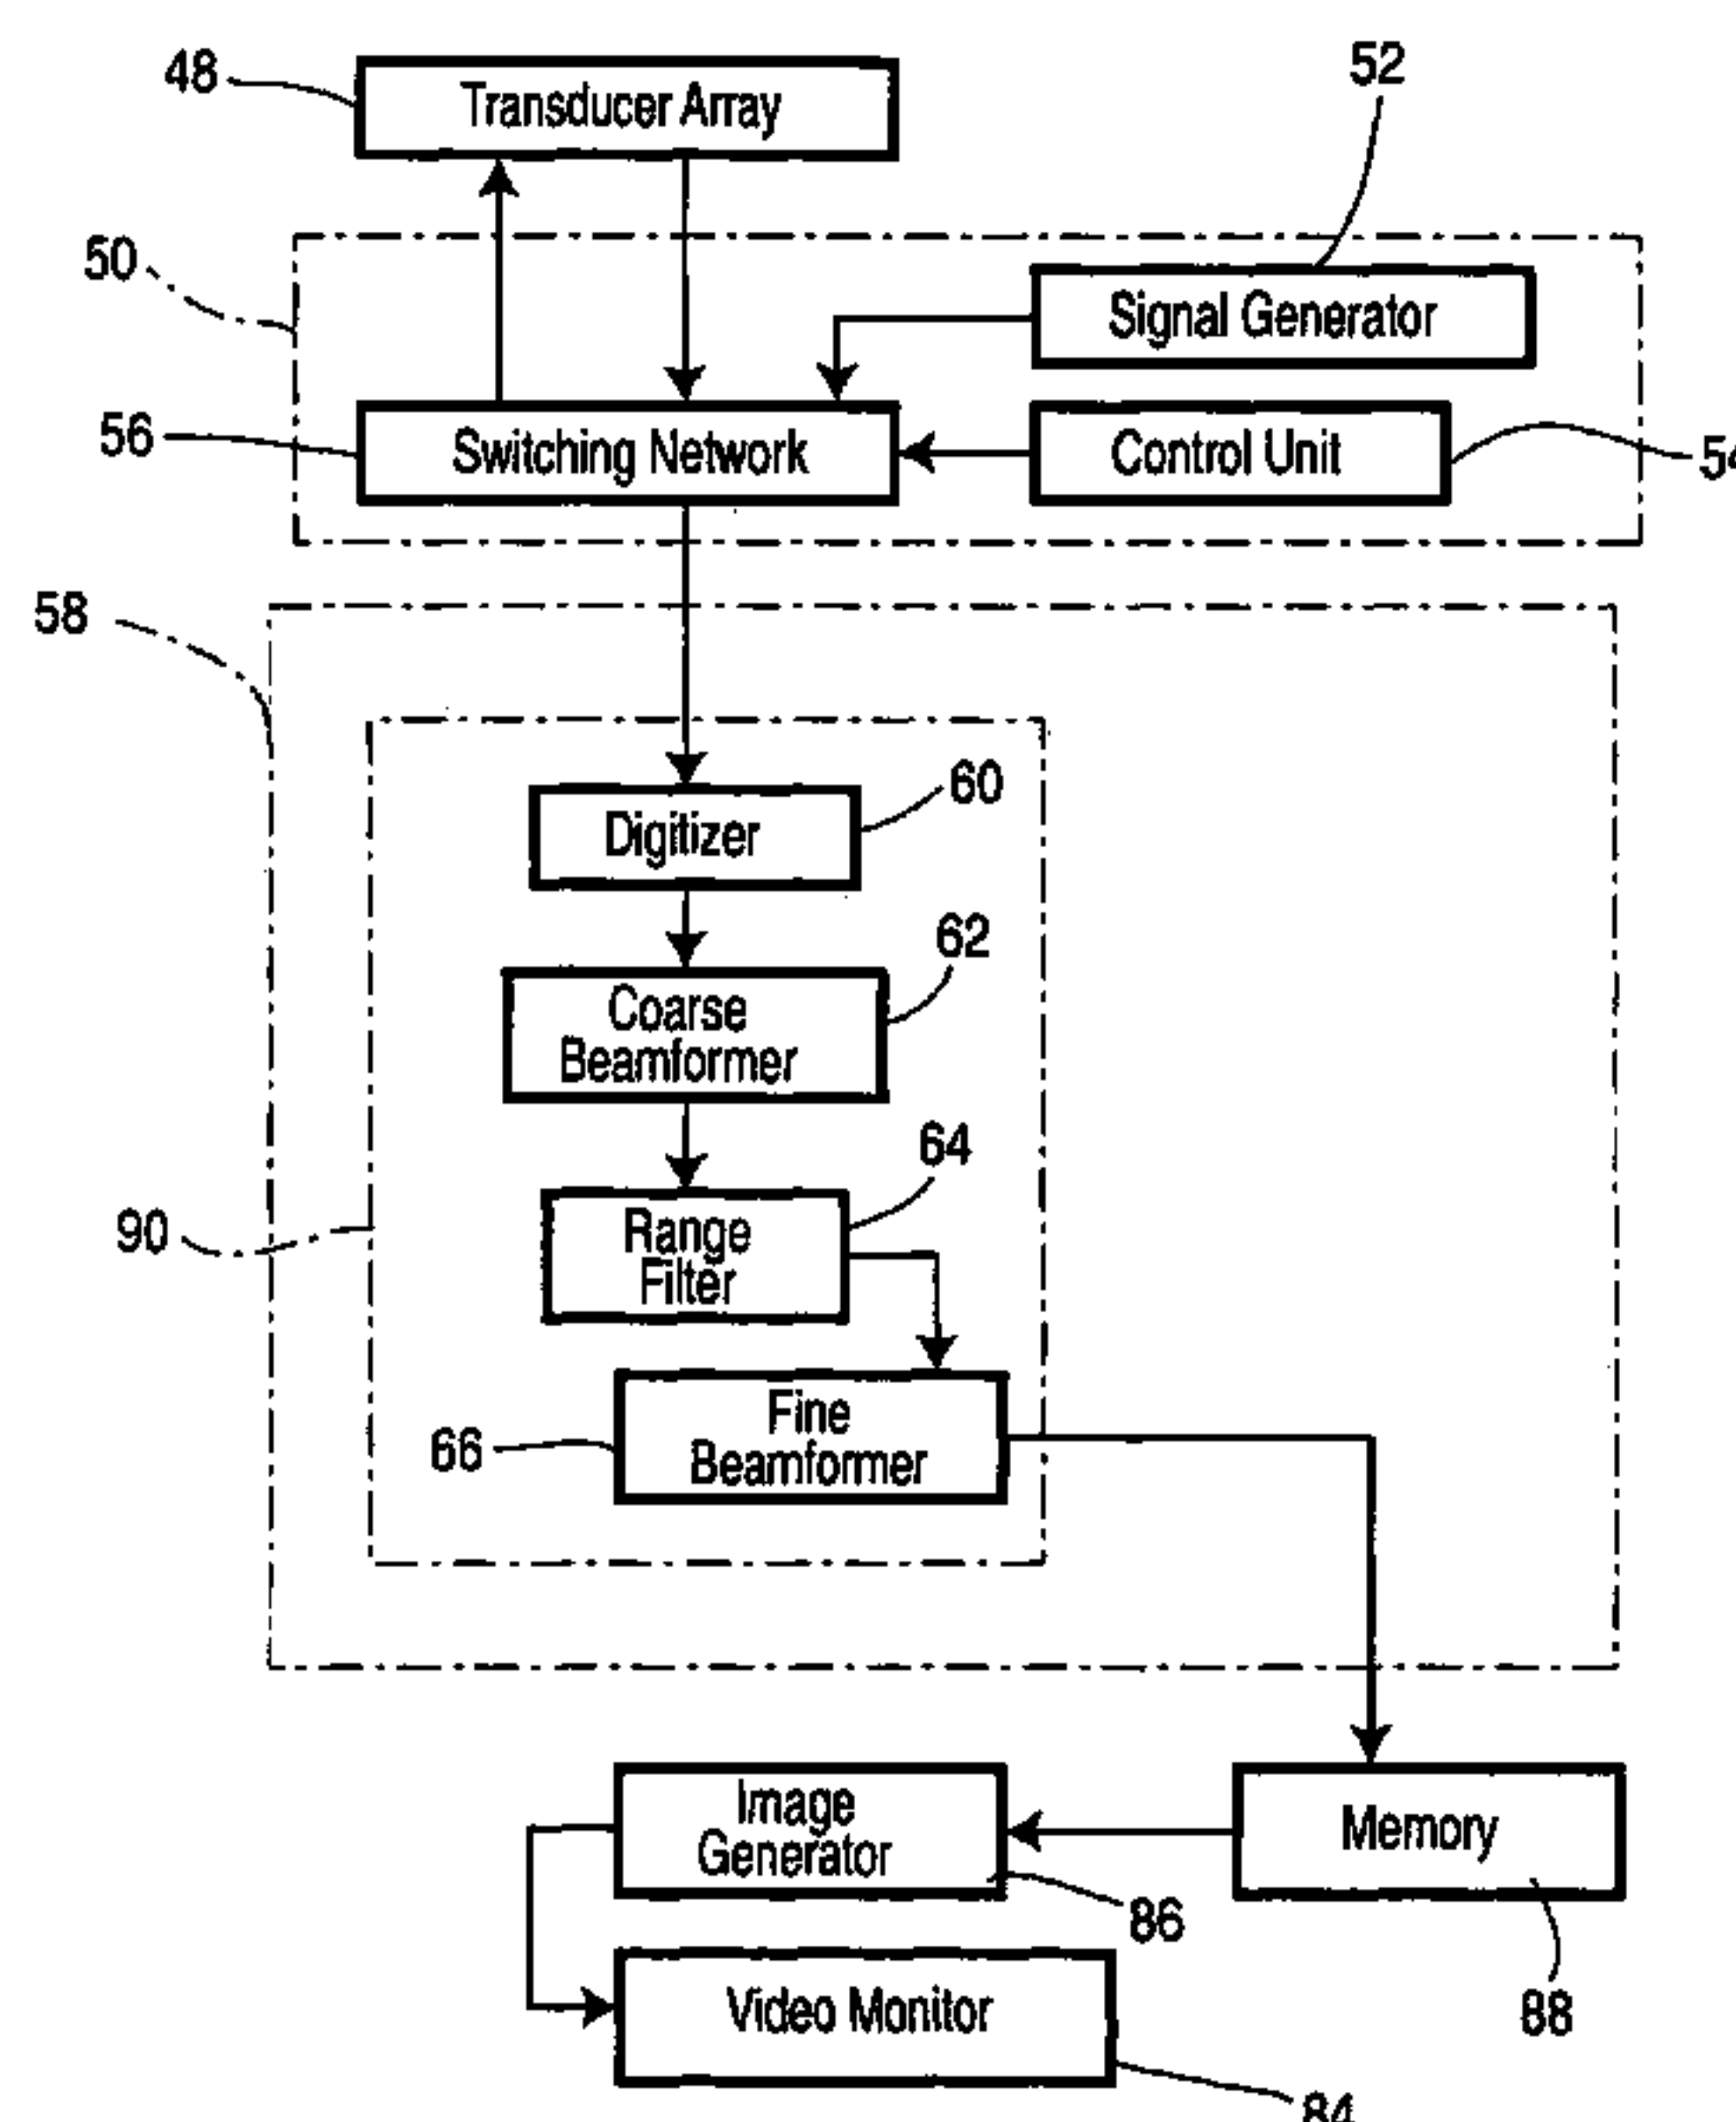 48
Transducer Array
52
50
Signal Generator
56
Switching Network
Control Unit
54
58
60
Digitizer
62
Coarse
Beamformer
64
90
Range
Filter
66
Fine
Beamformer
Image
Generator
Memory
86
Video Monitor
88
84